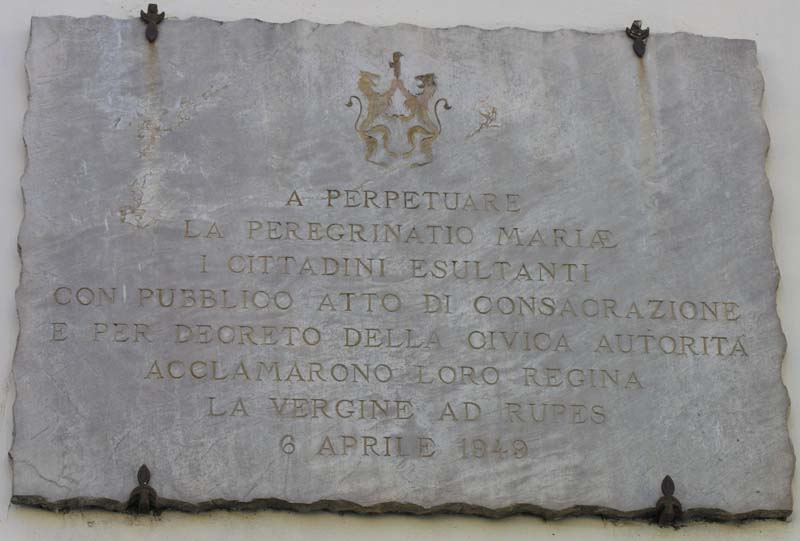 A PERPETUARE
LA PEREGRINATIO MARIÆ
I CITTADINI ESULTANTI
CON PUBBLICO ATTO DI CONSACRAZIONE
E PER DECRETO DELLA CIVICA AUTORITÀ
ACCLAMARONO LORO REGINA
LA VERGINE AD RUPES
6 APRILE 1949